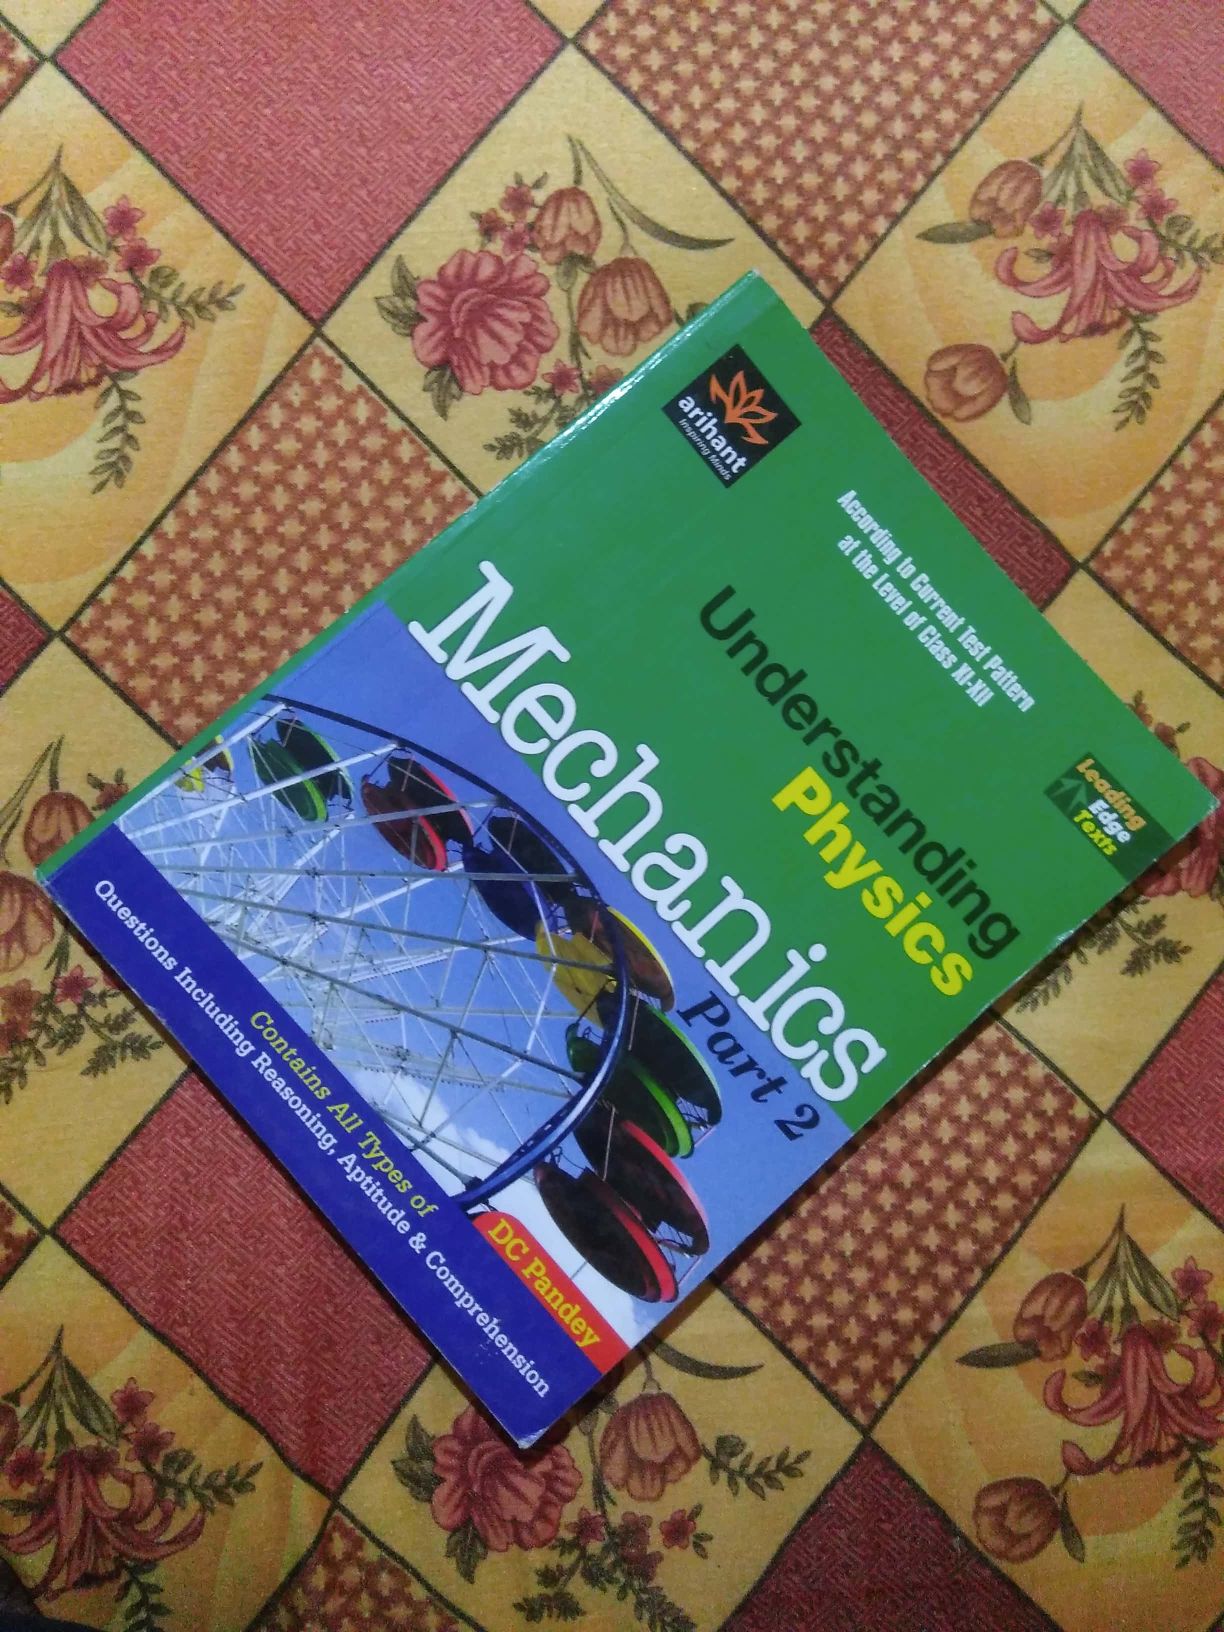 arihant
Inspiring Minds
According to Current Test Pattern
at the Level of Class XI-XII
Leading
Edge
Texts
Understanding
Physics
Mechanics
Part 2
DC Pandey
Contains All Types of
Questions Including Reasoning, Aptitude & Comprehension